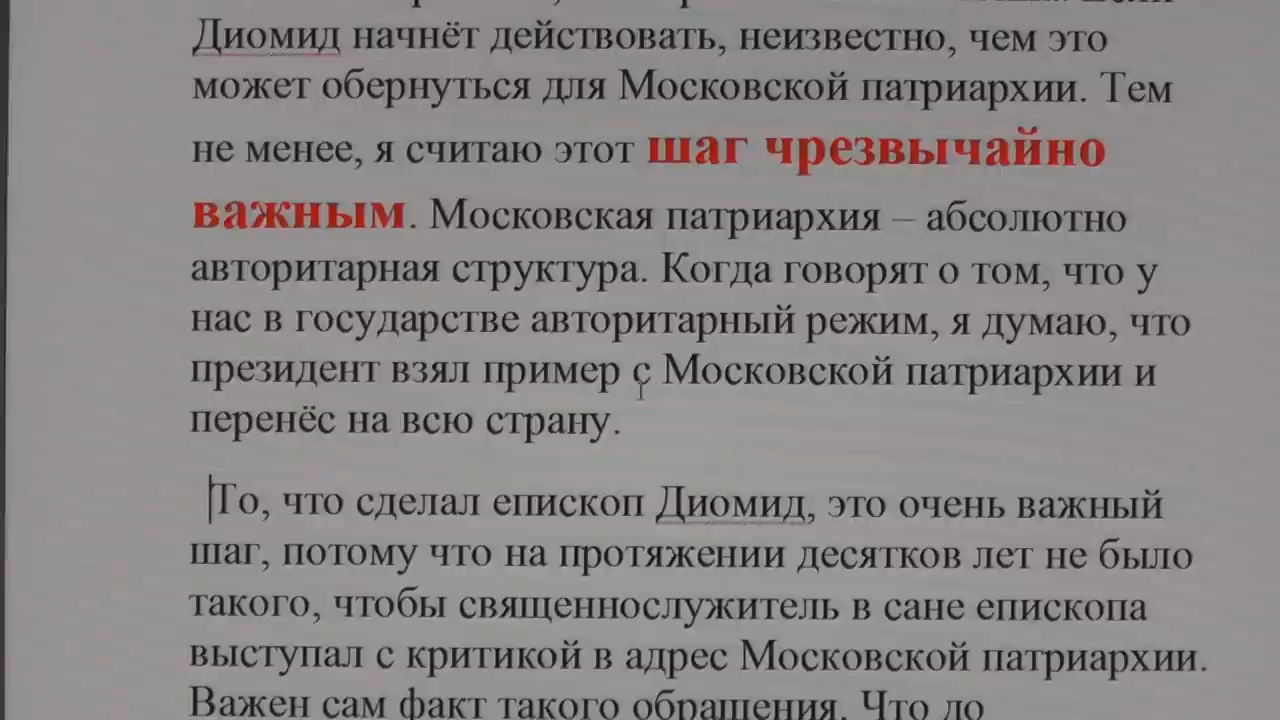 Диомид начнёт действовать, неизвестно, чем это
может обернуться для Московской патриархии. Тем
не менее, я считаю этот шаг чрезвычайно
важным. Московская патриархия – абсолютно
авторитарная структура. Когда говорят о том, что у
нас в государстве авторитарный режим, я думаю, что
президент взял пример с Московской патриархии и
перенёс на всю страну.
То, что сделал епископ Диомид, это очень важный
шаг, потому что на протяжении десятков лет не было
такого, чтобы священнослужитель в сане епископа
выступал с критикой в адрес Московской патриархии.
Важен сам факт такого обращения. Что до